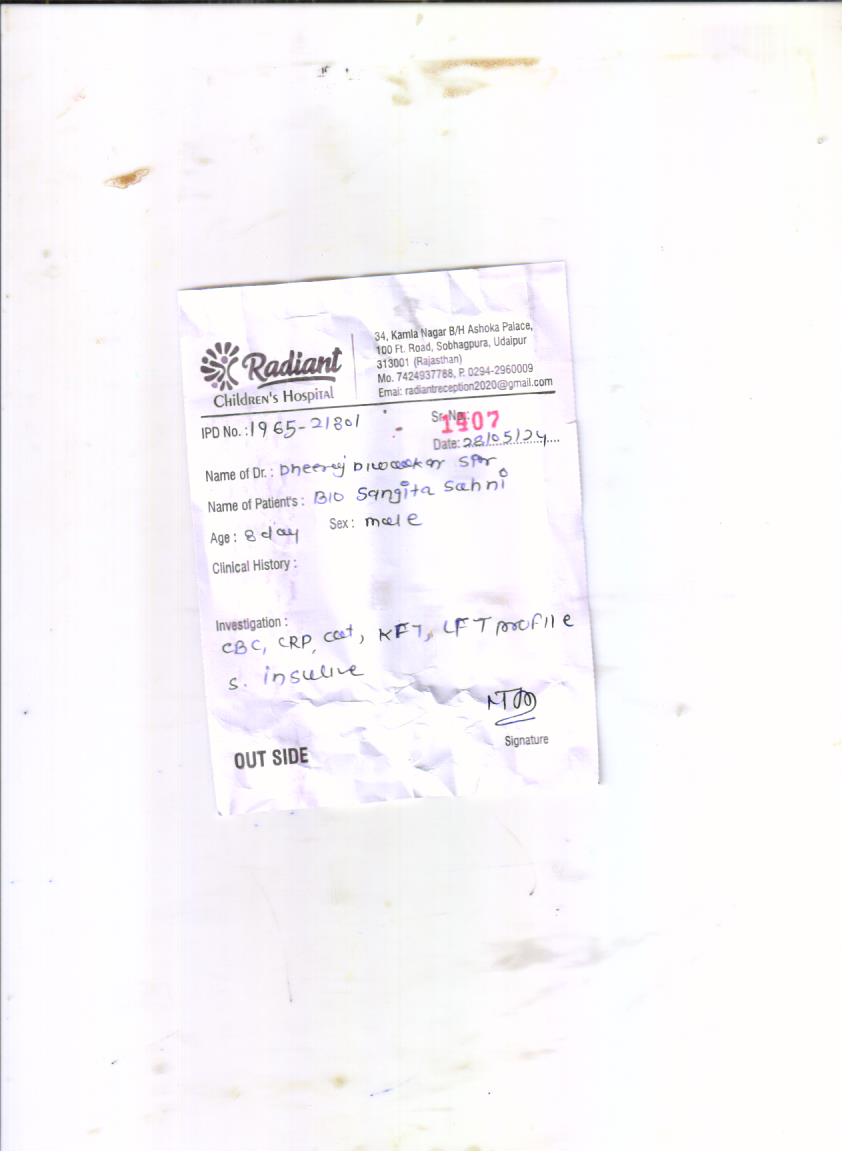 Radiant
Children's Hospital
34, Kamla Nagar B/H Ashoka Palace,
100 Ft. Road, Sobhagpura, Udaipur
313001 (Rajasthan)
Mo. 7424937788, P. 0294-2960009
Emai: radiantreception2020@gmail.com
IPD No. : 1965-21801
Sr. No.: 1407
Date: 28/05/24
Name of Dr. : Dheeraj Diwakar Sir
Name of Patient's : B/O Sangita Sahni
Age : 8 day Sex : male
Clinical History :
Investigation :
CBC, CRP, KFT, LFT profile
S. insuline
Signature
OUT SIDE